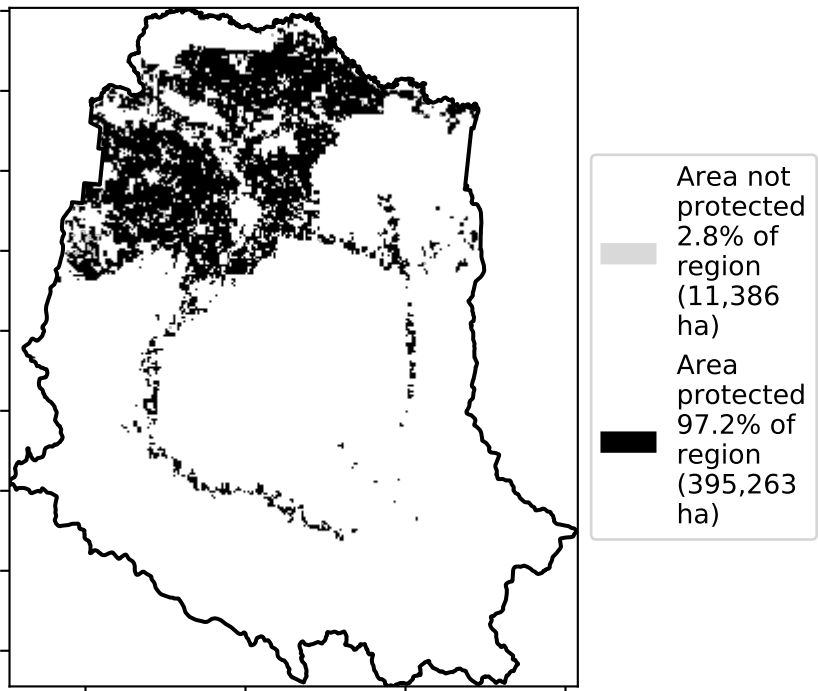 Area not
protected
2.8% of
region
(11,386
ha)
Area
protected
97.2% of
region
(395,263
ha)